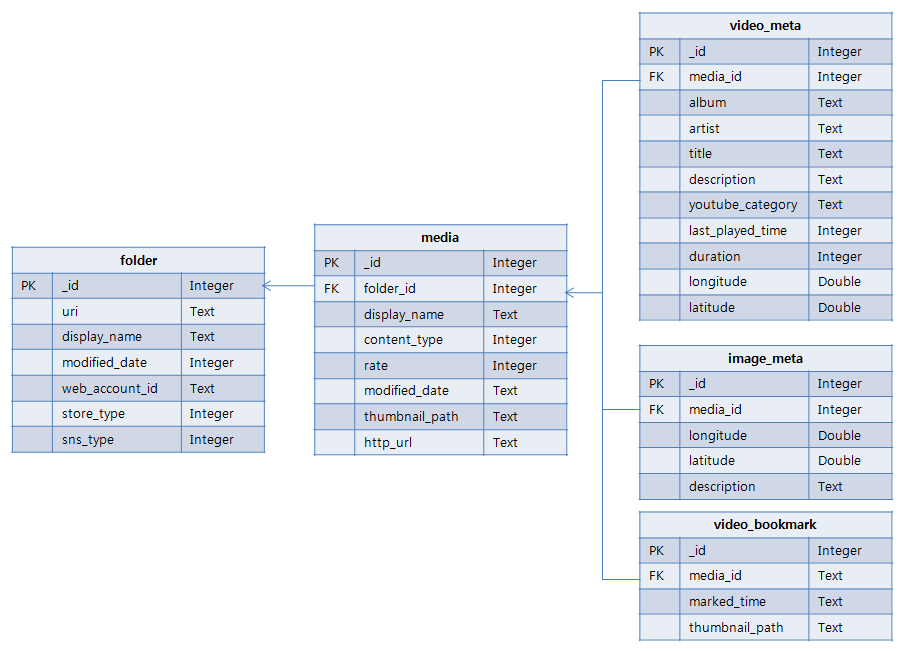 folder
PK _id Integer
uri Text
display_name Text
modified_date Integer
web_account_id Text
store_type Integer
sns_type Integer
media
PK _id Integer
FK folder_id Integer
display_name Text
content_type Integer
rate Integer
modified_date Text
thumbnail_path Text
http_url Text
video_meta
PK _id Integer
FK media_id Integer
album Text
artist Text
title Text
description Text
youtube_category Text
last_played_time Integer
duration Integer
longitude Double
latitude Double
image_meta
PK _id Integer
FK media_id Integer
longitude Double
latitude Double
description Text
video_bookmark
PK _id Integer
FK media_id Text
marked_time Text
thumbnail_path Text